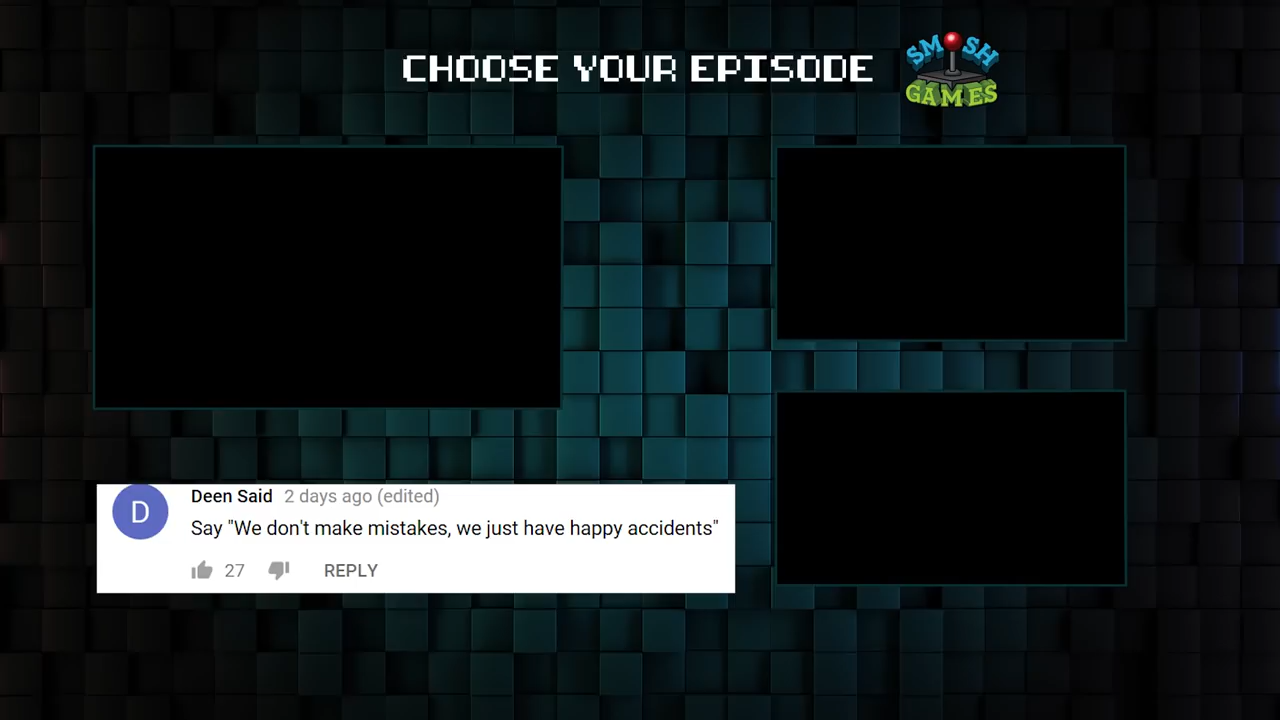 CHOOSE YOUR EPISODE
SMOSH
GAMES
D
Deen Said 2 days ago (edited)
Say "We don't make mistakes, we just have happy accidents"
27 REPLY